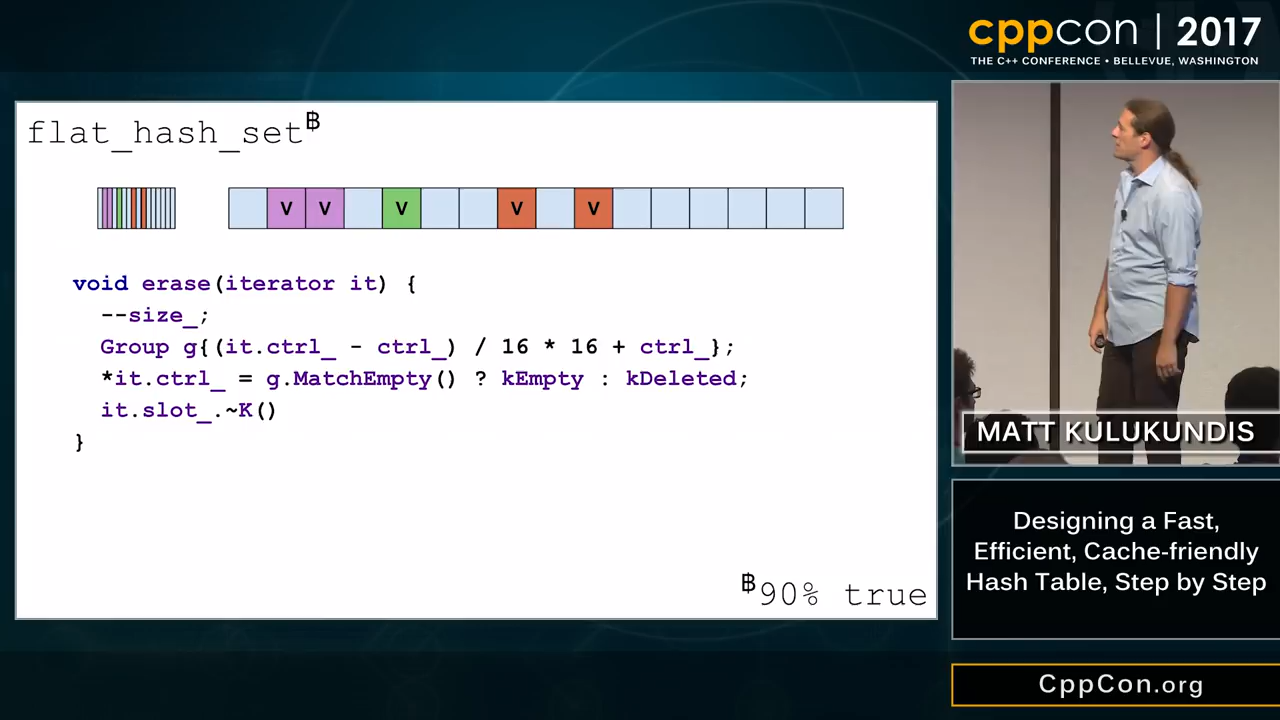 cppcon | 2017
THE C++ CONFERENCE • BELLEVUE, WASHINGTON
flat_hash_set฿
v v v v v
void erase(iterator it) {
--size_;
Group g{(it.ctrl_ - ctrl_) / 16 * 16 + ctrl_};
*it.ctrl_ = g.MatchEmpty() ? kEmpty : kDeleted;
it.slot_.~K()
}
฿90% true
MATT KULUKUNDIS
Designing a Fast,
Efficient, Cache-friendly
Hash Table, Step by Step
CppCon.org